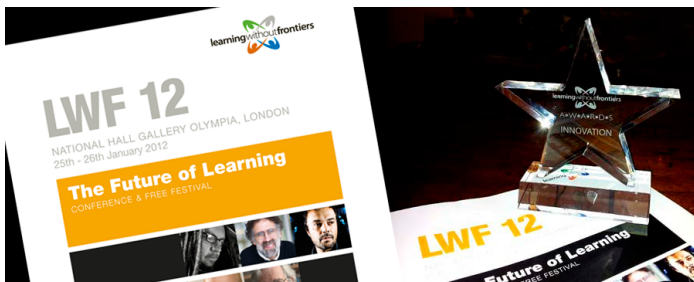 learningwithoutfrontiers
LWF 12
NATIONAL HALL GALLERY OLYMPIA, LONDON
25th - 26th January 2012
The Future of Learning
CONFERENCE & FREE FESTIVAL
learningwithoutfrontiers
A•W•A•R•D•S
INNOVATION
LWF 12
Future of Learning
& FREE FESTIVAL